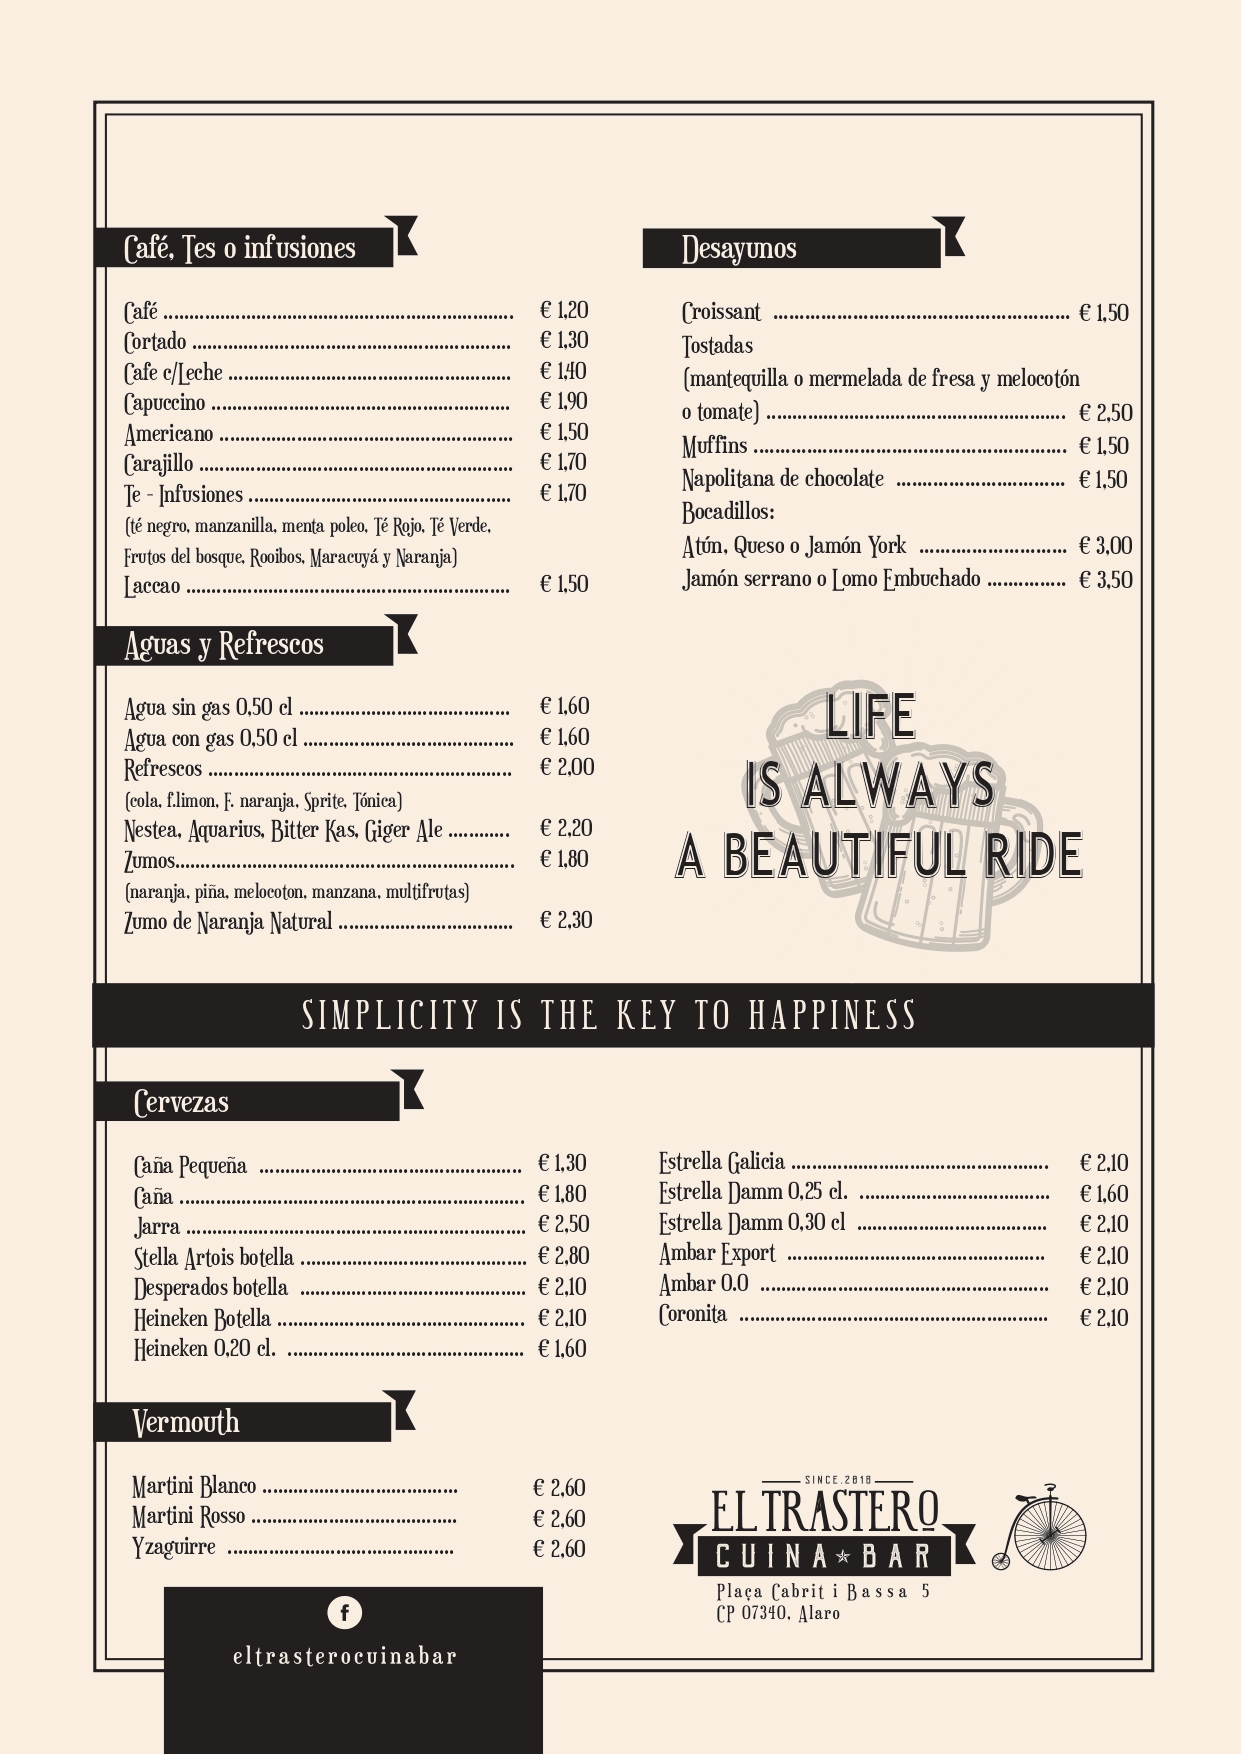 Café, Tes o infusiones
Café ........ € 1,20
Cortado ........ € 1,30
Cafe c/Leche ........ € 1,40
Capuccino ........ € 1,90
Americano ........ € 1,50
Carajillo ........ € 1,70
Te - Infusiones ........ € 1,70
(té negro, manzanilla, menta poleo, Té Rojo, Té Verde,
Frutos del bosque, Rooibos, Maracuyá y Naranja)
Laccao ........ € 1,50
Aguas y Refrescos
Agua sin gas 0,50 cl ........ € 1,60
Agua con gas 0,50 cl ........ € 1,60
Refrescos ........ € 2,00
(cola, f.limon, F. naranja, Sprite, Tónica)
Nestea, Aquarius, Bitter Kas, Giger Ale ........ € 2,20
Zumos........ € 1,80
(naranja, piña, melocoton, manzana, multifrutas)
Zumo de Naranja Natural ........ € 2,30
Desayunos
Croissant ........ € 1,50
Tostadas
(mantequilla o mermelada de fresa y melocotón
o tomate) ........ € 2,50
Muffins ........ € 1,50
Napolitana de chocolate ........ € 1,50
Bocadillos:
Atún, Queso o Jamón York ........ € 3,00
Jamón serrano o Lomo Embuchado ........ € 3,50
LIFE
IS ALWAYS
A BEAUTIFUL RIDE
SIMPLICITY IS THE KEY TO HAPPINESS
Cervezas
Caña Pequeña ........ € 1,30
Caña ........ € 1,80
Jarra ........ € 2,50
Stella Artois botella ........ € 2,80
Desperados botella ........ € 2,10
Heineken Botella ........ € 2,10
Heineken 0,20 cl. ........ € 1,60
Estrella Galicia ........ € 2,10
Estrella Damm 0,25 cl. ........ € 1,60
Estrella Damm 0,30 cl ........ € 2,10
Ambar Export ........ € 2,10
Ambar 0.0 ........ € 2,10
Coronita ........ € 2,10
Vermouth
Martini Blanco ........ € 2,60
Martini Rosso ........ € 2,60
Yzaguirre ........ € 2,60
f
eltrasterocuinabar
SINCE.2018
EL TRASTERO
CUINA ★ BAR
Plaça Cabrit i Bassa 5
CP 07340, Alaro